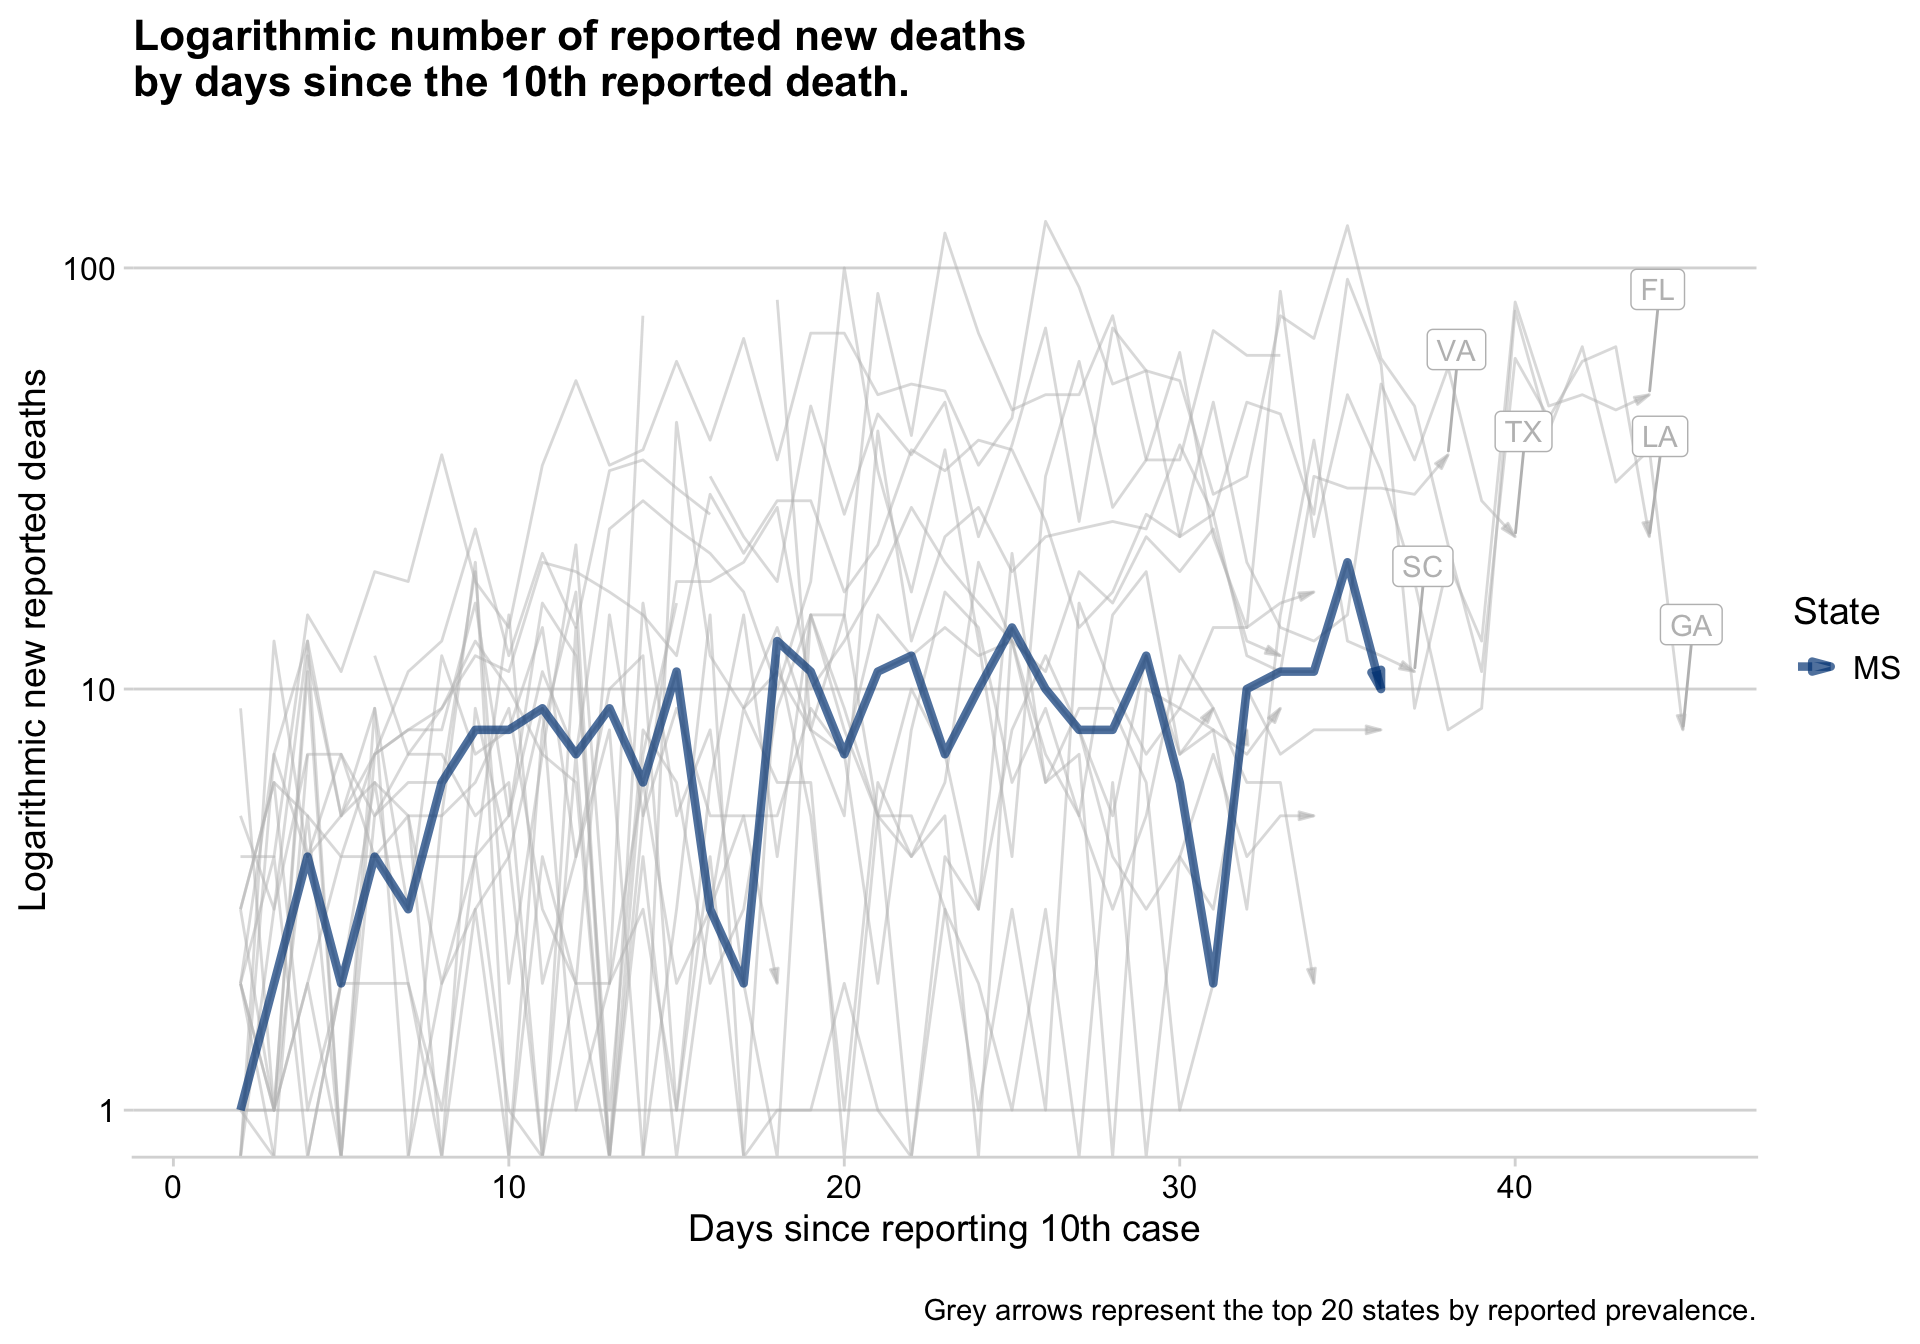 Logarithmic number of reported new deaths
by days since the 10th reported death.
Logarithmic new reported deaths
100
10
1
FL
VA
TX
LA
SC
GA
State
MS
0 10 20 30 40
Days since reporting 10th case
Grey arrows represent the top 20 states by reported prevalence.